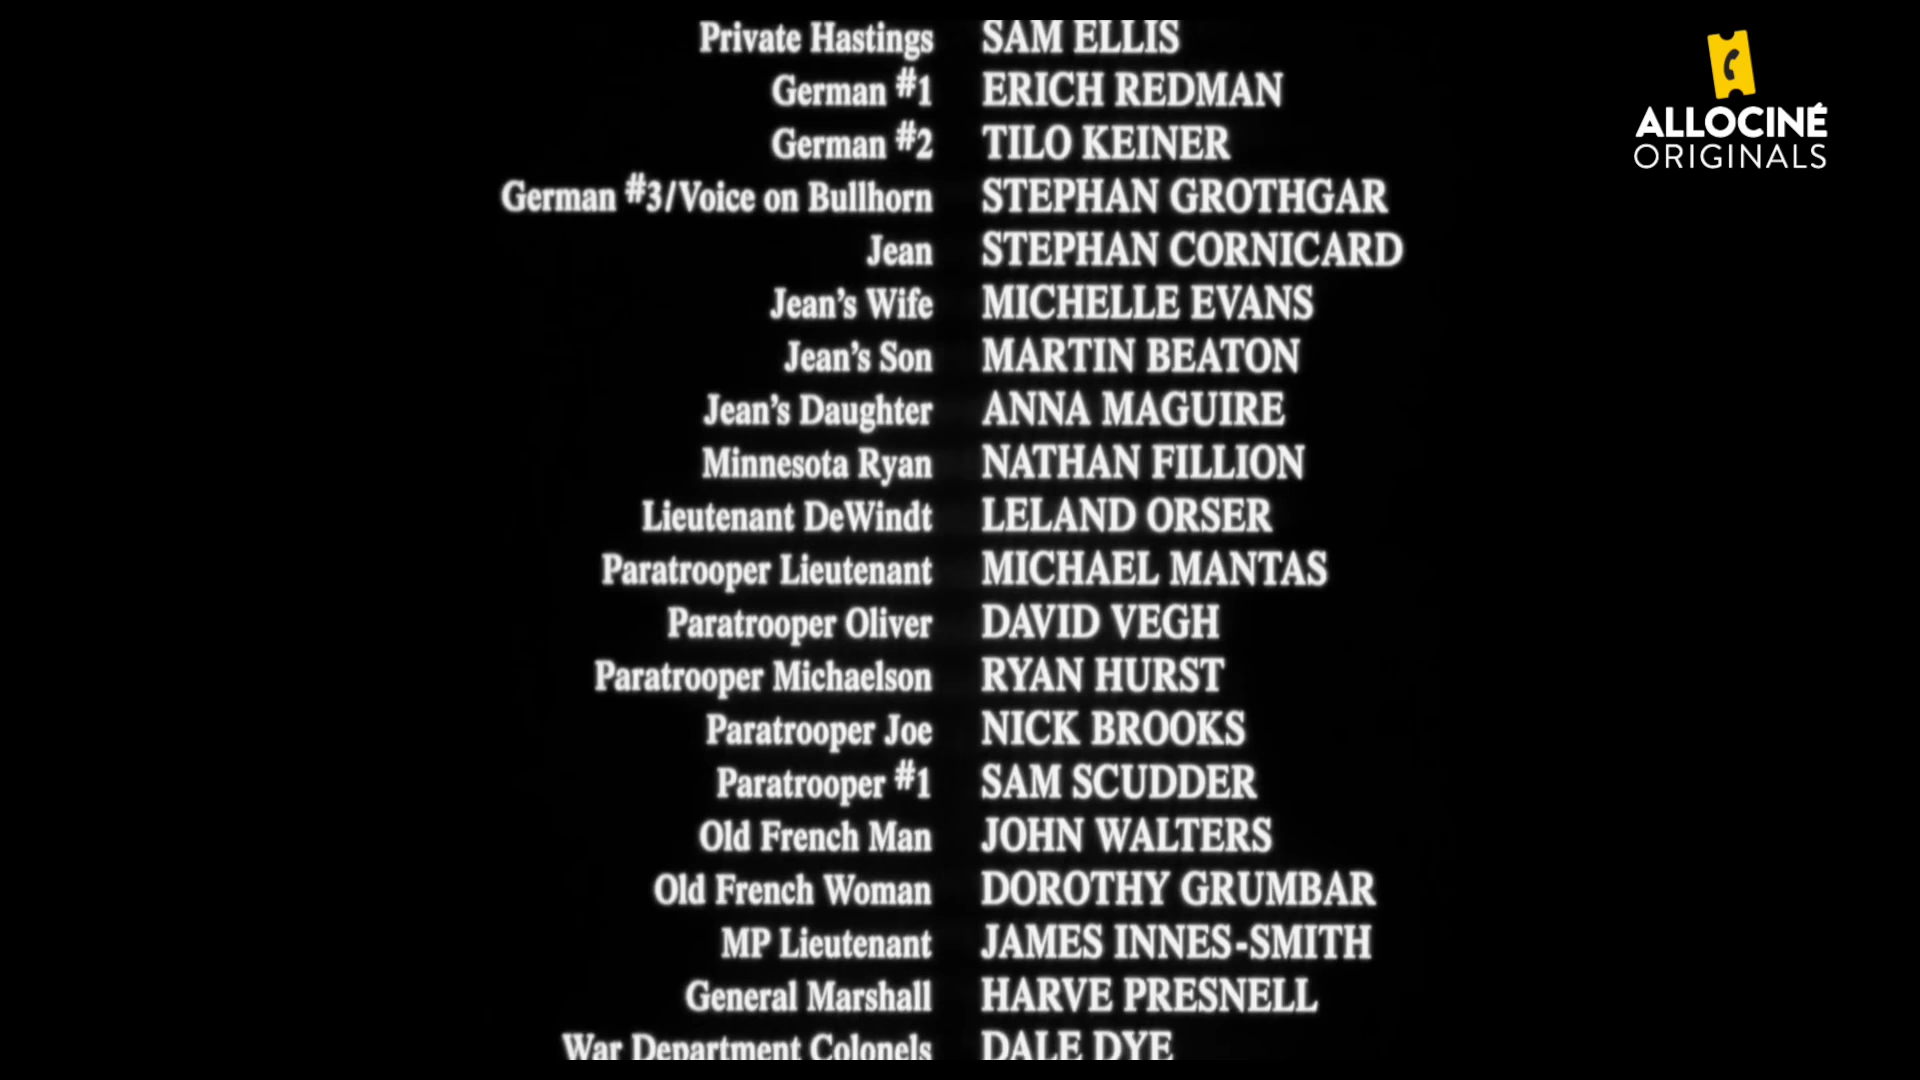 Private Hastings SAM ELLIS
German #1 ERICH REDMAN
German #2 TILO KEINER
German #3/Voice on Bullhorn STEPHAN GROTHGAR
Jean STEPHAN CORNICARD
Jean's Wife MICHELLE EVANS
Jean's Son MARTIN BEATON
Jean's Daughter ANNA MAGUIRE
Minnesota Ryan NATHAN FILLION
Lieutenant DeWindt LELAND ORSER
Paratrooper Lieutenant MICHAEL MANTAS
Paratrooper Oliver DAVID VEGH
Paratrooper Michaelson RYAN HURST
Paratrooper Joe NICK BROOKS
Paratrooper #1 SAM SCUDDER
Old French Man JOHN WALTERS
Old French Woman DOROTHY GRUMBAR
MP Lieutenant JAMES INNES-SMITH
General Marshall HARVE PRESNELL
War Department Colonels DALE DYE
ALLOCINÉ
ORIGINALS